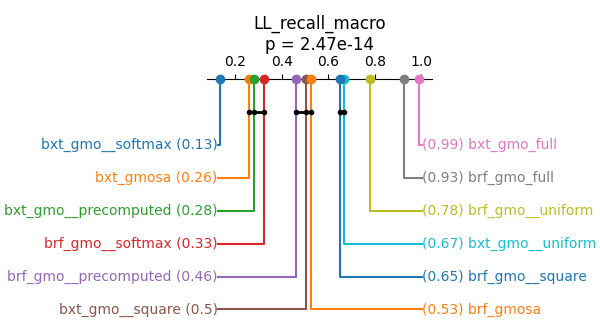 LL_recall_macro
p = 2.47e-14
0.2 0.4 0.6 0.8 1.0
bxt_gmo__softmax (0.13) (0.99) bxt_gmo_full
bxt_gmosa (0.26) (0.93) brf_gmo_full
bxt_gmo__precomputed (0.28) (0.78) brf_gmo__uniform
brf_gmo__softmax (0.33) (0.67) bxt_gmo__uniform
brf_gmo__precomputed (0.46) (0.65) brf_gmo__square
bxt_gmo__square (0.5) (0.53) brf_gmosa